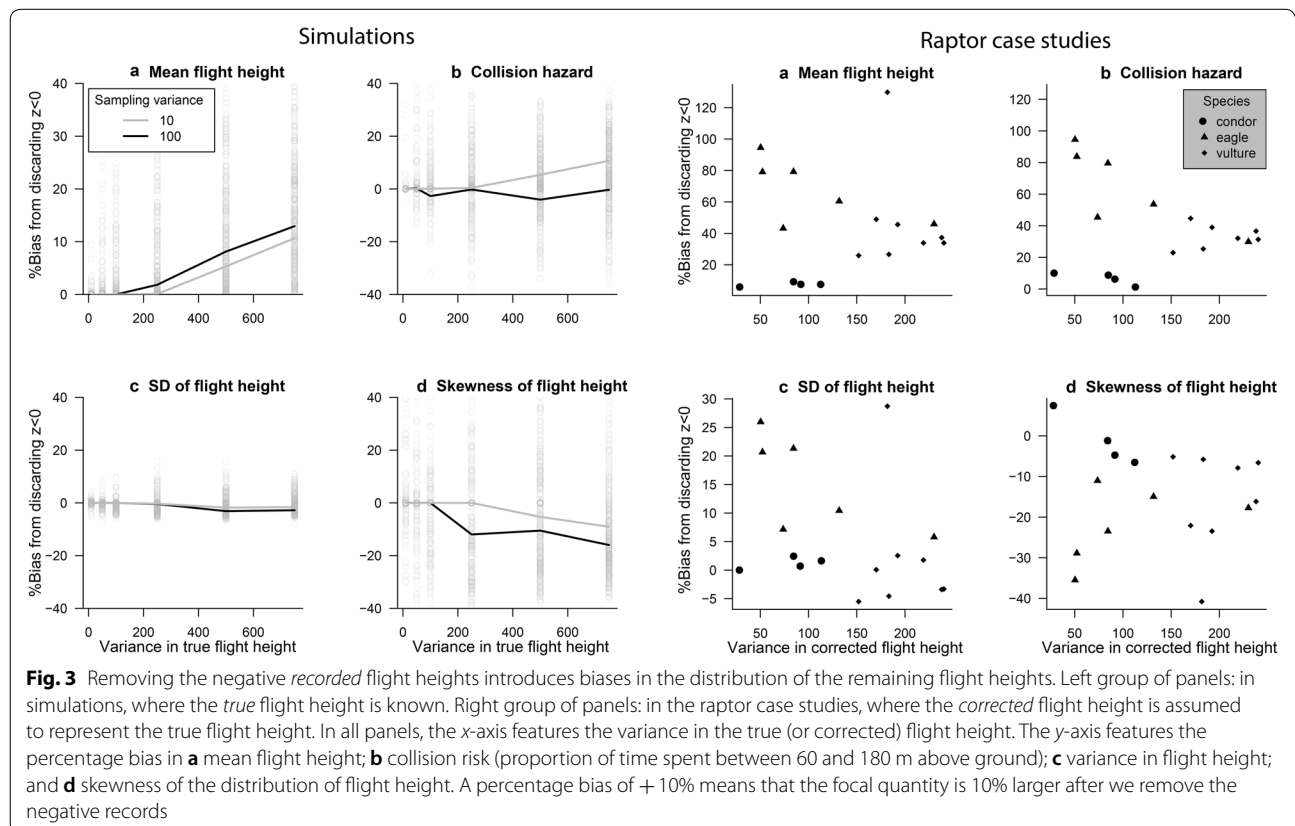 Simulations
Raptor case studies
a Mean flight height
b Collision hazard
a Mean flight height
b Collision hazard
%Bias from discarding z<0
40
30
20
10
0
Sampling variance
10
100
0 200 400 600
40
20
0
−20
−40
0 200 400 600
%Bias from discarding z<0
120
100
80
60
40
20
50 100 150 200
120
100
80
60
40
20
0
Species
condor
eagle
vulture
50 100 150 200
c SD of flight height
d Skewness of flight height
c SD of flight height
d Skewness of flight height
%Bias from discarding z<0
40
20
0
−20
−40
0 200 400 600
Variance in true flight height
40
20
0
−20
−40
0 200 400 600
Variance in true flight height
%Bias from discarding z<0
30
25
20
15
10
5
0
−5
50 100 150 200
Variance in corrected flight height
0
−10
−20
−30
−40
50 100 150 200
Variance in corrected flight height
Fig. 3 Removing the negative recorded flight heights introduces biases in the distribution of the remaining flight heights. Left group of panels: in
simulations, where the true flight height is known. Right group of panels: in the raptor case studies, where the corrected flight height is assumed
to represent the true flight height. In all panels, the x-axis features the variance in the true (or corrected) flight height. The y-axis features the
percentage bias in a mean flight height; b collision risk (proportion of time spent between 60 and 180 m above ground); c variance in flight height;
and d skewness of the distribution of flight height. A percentage bias of + 10% means that the focal quantity is 10% larger after we remove the
negative records